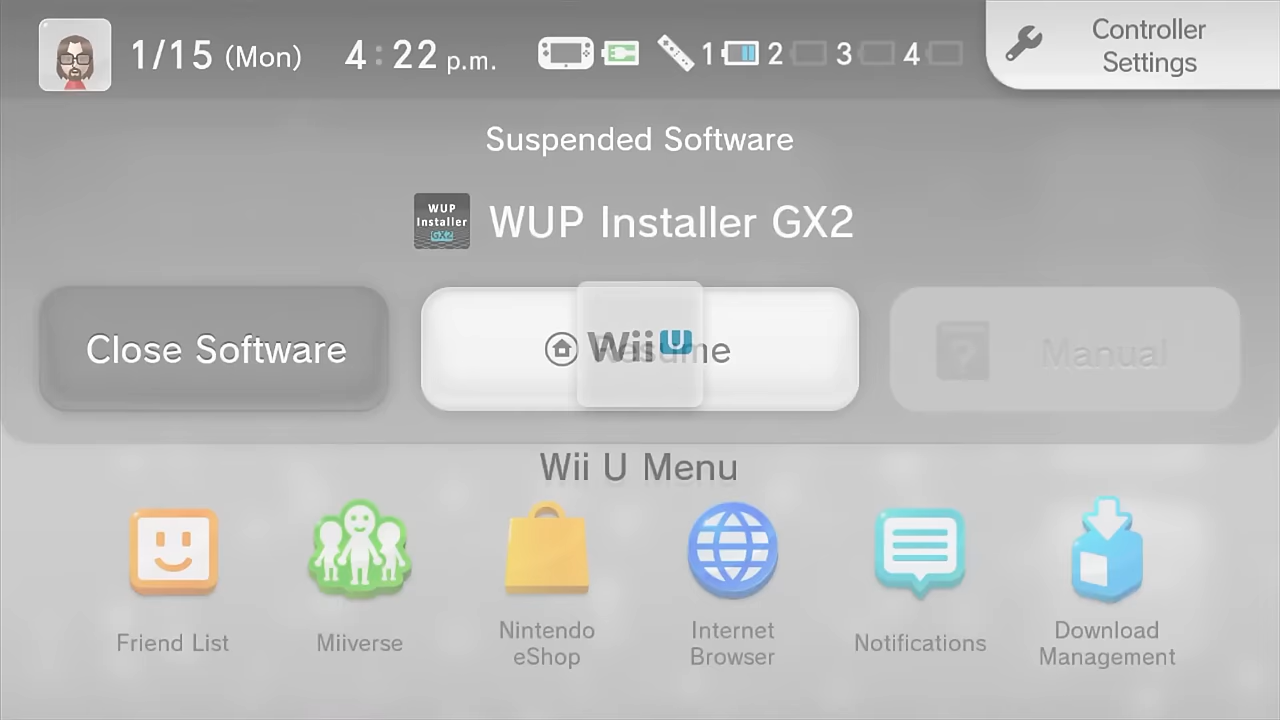 1/15 (Mon) 4:22 p.m. 1 2 3 4
Controller
Settings
Suspended Software
WUP
Installer
GX2
WUP Installer GX2
Close Software
Resume
Wii U
Manual
Wii U Menu
Friend List
Miiverse
Nintendo
eShop
Internet
Browser
Notifications
Download
Management